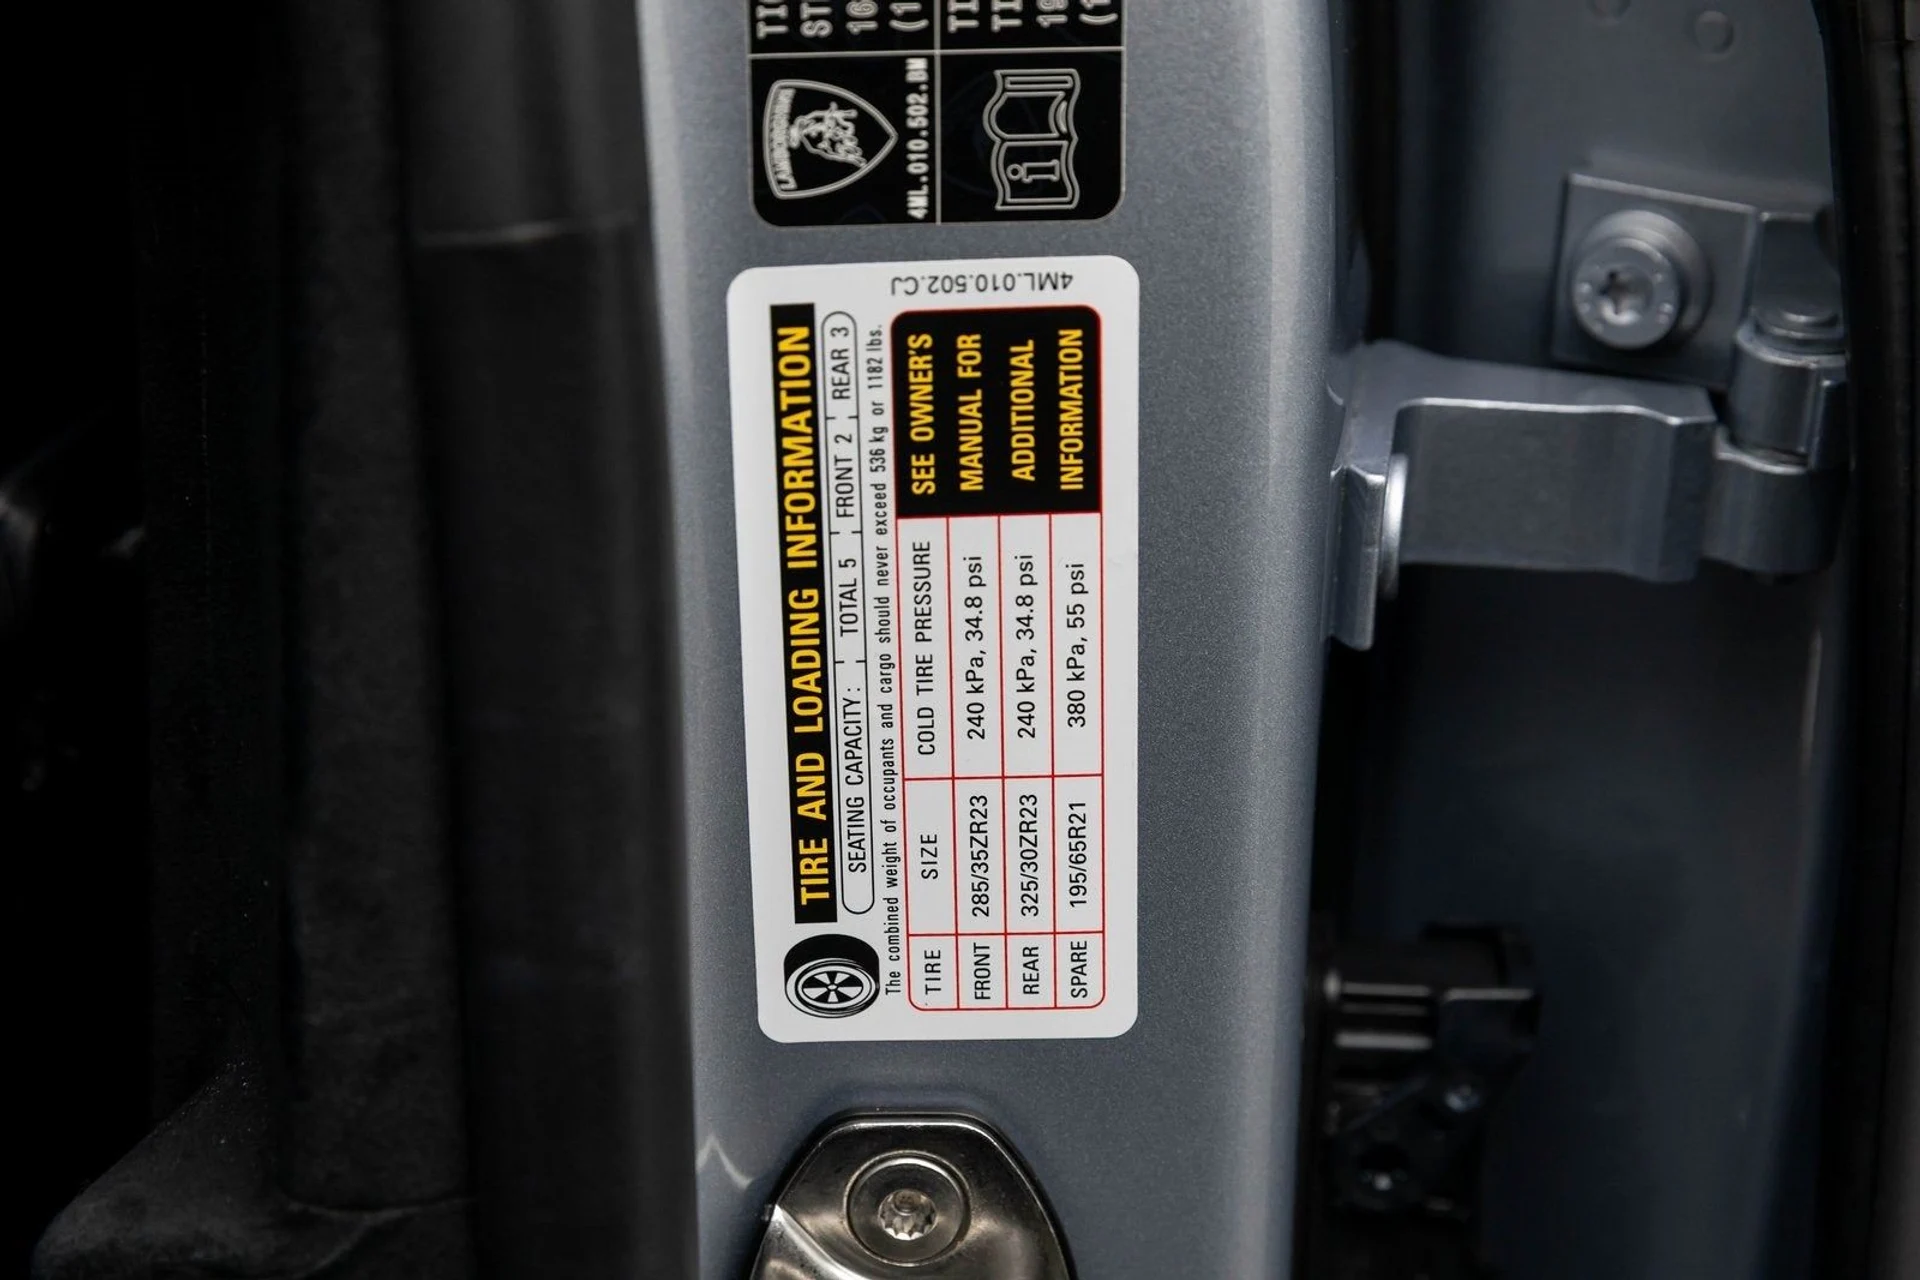 LAMBORGHINI
4ML.010.502.BM
i
4ML.010.502.CJ
TIRE AND LOADING INFORMATION
SEATING CAPACITY: TOTAL 5 FRONT 2 REAR 3
The combined weight of occupants and cargo should never exceed 536 kg or 1182 lbs.
TIRE SIZE COLD TIRE PRESSURE
FRONT 285/35ZR23 240 kPa, 34.8 psi
REAR 325/30ZR23 240 kPa, 34.8 psi
SPARE 195/65R21 380 kPa, 55 psi
SEE OWNER'S
MANUAL FOR
ADDITIONAL
INFORMATION